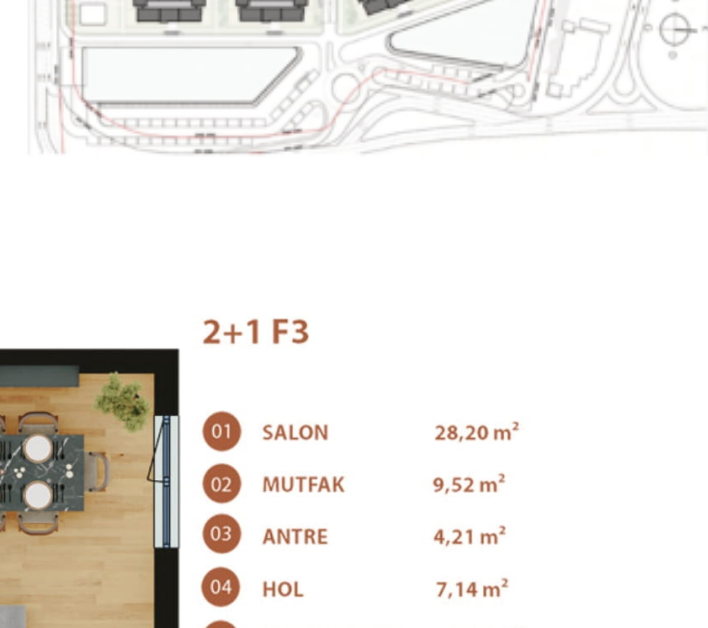 2+1 F3
01 SALON 28,20 m²
02 MUTFAK 9,52 m²
03 ANTRE 4,21 m²
04 HOL 7,14 m²